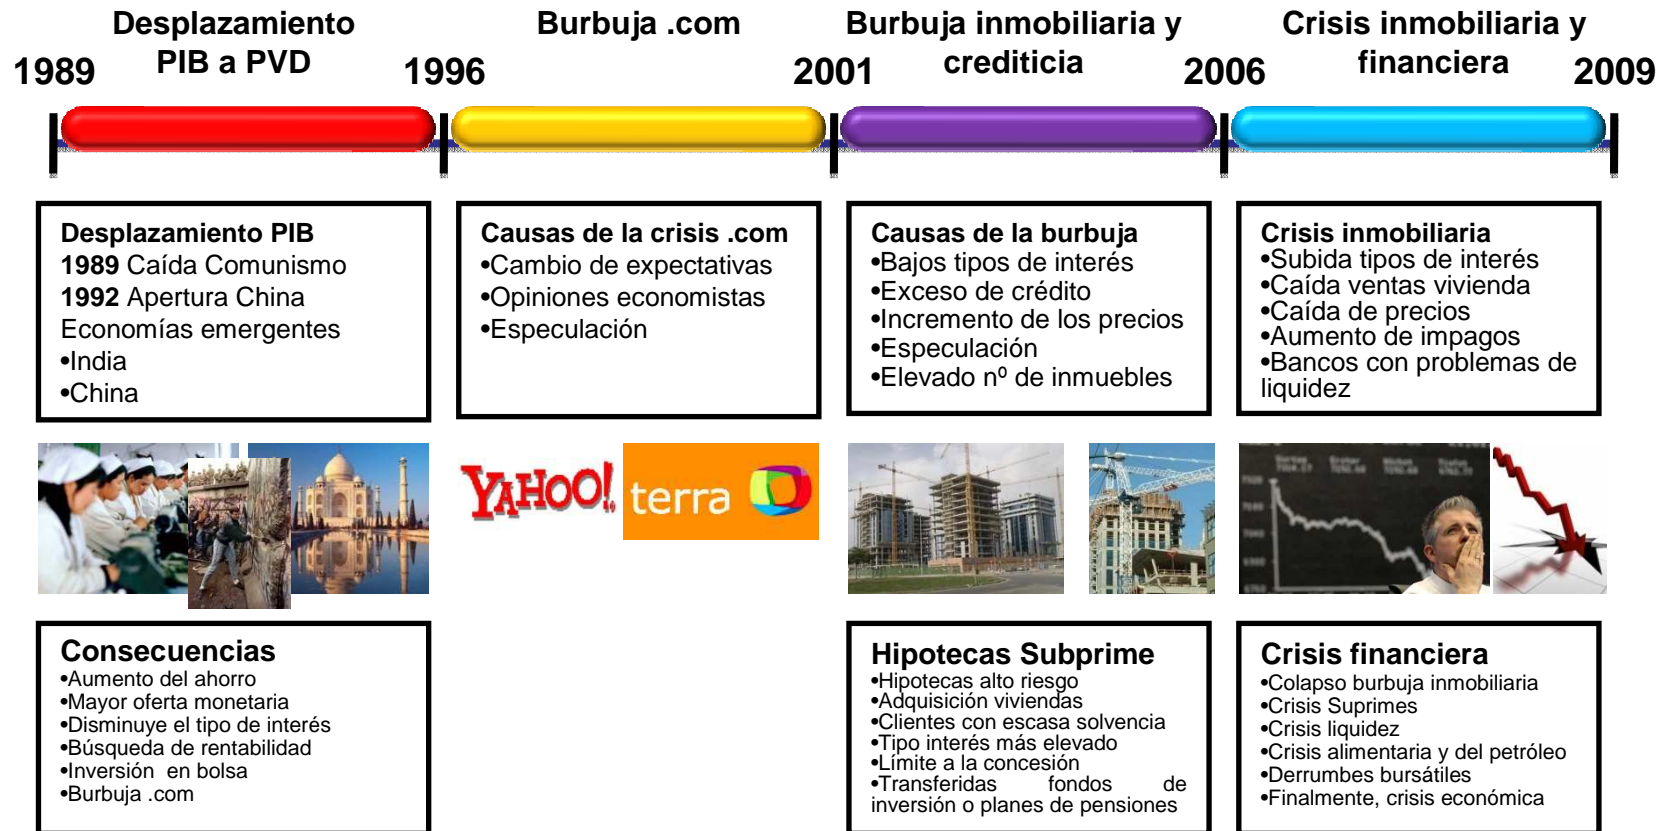 Desplazamiento
PIB a PVD
Burbuja .com
Burbuja inmobiliaria y
crediticia
Crisis inmobiliaria y
financiera
1989
1996
2001
2006
2009
Desplazamiento PIB
1989 Caída Comunismo
1992 Apertura China
Economías emergentes
•India
•China
Causas de la crisis .com
•Cambio de expectativas
•Opiniones economistas
•Especulación
Causas de la burbuja
•Bajos tipos de interés
•Exceso de crédito
•Incremento de los precios
•Especulación
•Elevado nº de inmuebles
Crisis inmobiliaria
•Subida tipos de interés
•Caída ventas vivienda
•Caída de precios
•Aumento de impagos
•Bancos con problemas de
liquidez
YAHOO!
terra
Consecuencias
•Aumento del ahorro
•Mayor oferta monetaria
•Disminuye el tipo de interés
•Búsqueda de rentabilidad
•Inversión en bolsa
•Burbuja .com
Hipotecas Subprime
•Hipotecas alto riesgo
•Adquisición viviendas
•Clientes con escasa solvencia
•Tipo interés más elevado
•Límite a la concesión
•Transferidas fondos de
inversión o planes de pensiones
Crisis financiera
•Colapso burbuja inmobiliaria
•Crisis Suprimes
•Crisis liquidez
•Crisis alimentaria y del petróleo
•Derrumbes bursátiles
•Finalmente, crisis económica